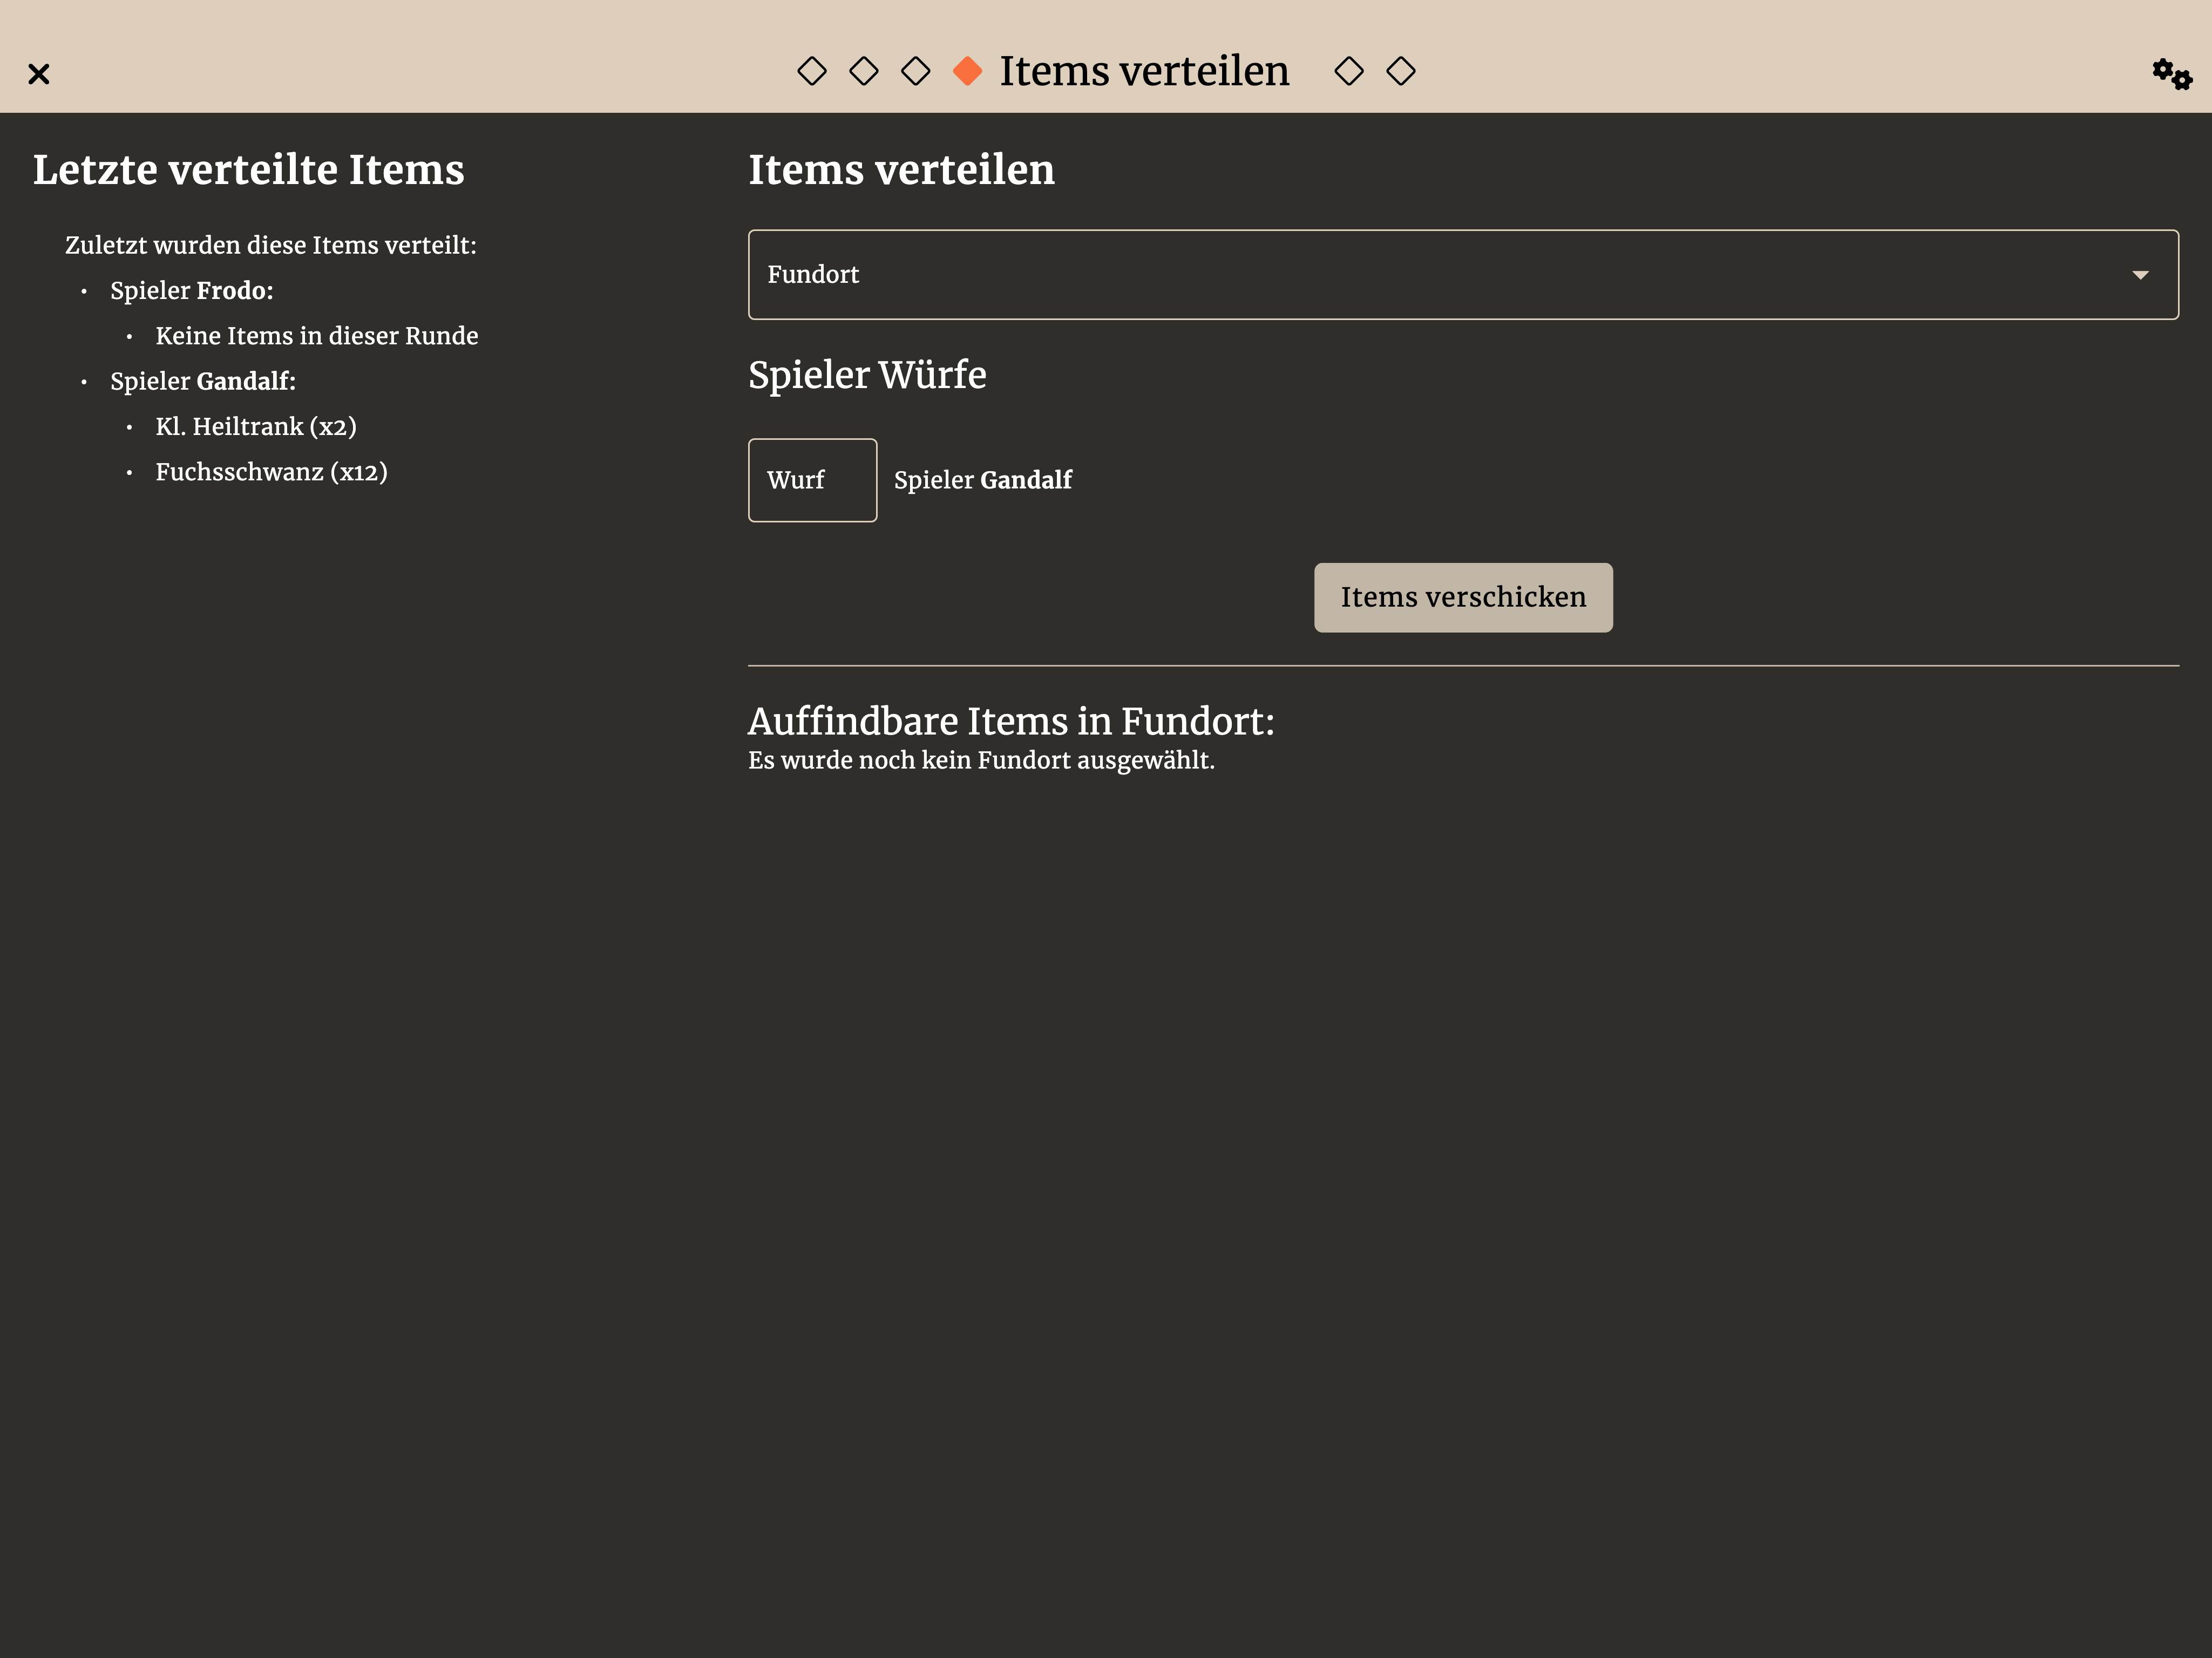 Items verteilen
Letzte verteilte Items
Zuletzt wurden diese Items verteilt:
• Spieler Frodo:
• Keine Items in dieser Runde
• Spieler Gandalf:
• Kl. Heiltrank (x2)
• Fuchsschwanz (x12)
Items verteilen
Fundort
Spieler Würfe
Wurf Spieler Gandalf
Items verschicken
Auffindbare Items in Fundort:
Es wurde noch kein Fundort ausgewählt.